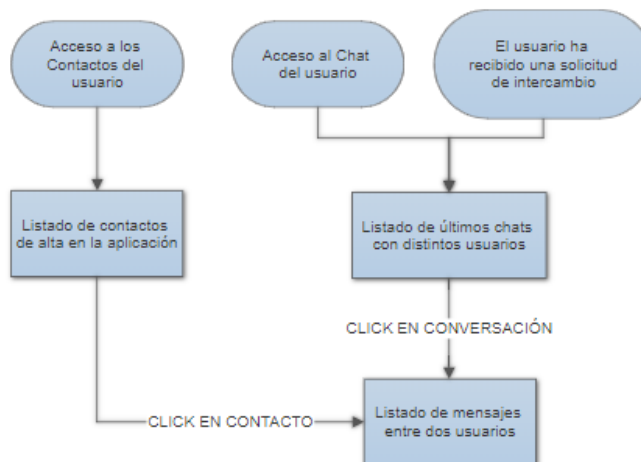 Acceso a los
Contactos del
usuario
Acceso al Chat
del usuario
El usuario ha
recibido una solicitud
de intercambio
Listado de contactos
de alta en la aplicación
Listado de últimos chats
con distintos usuarios
CLICK EN CONVERSACIÓN
CLICK EN CONTACTO
Listado de mensajes
entre dos usuarios